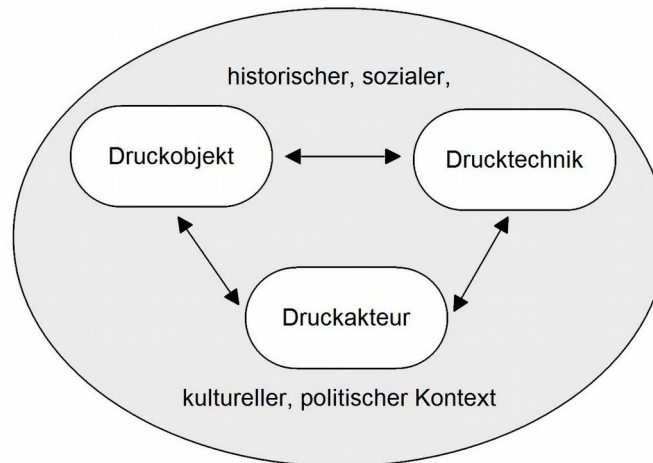 historischer, sozialer,
Druckobjekt
Drucktechnik
Druckakteur
kultureller, politischer Kontext